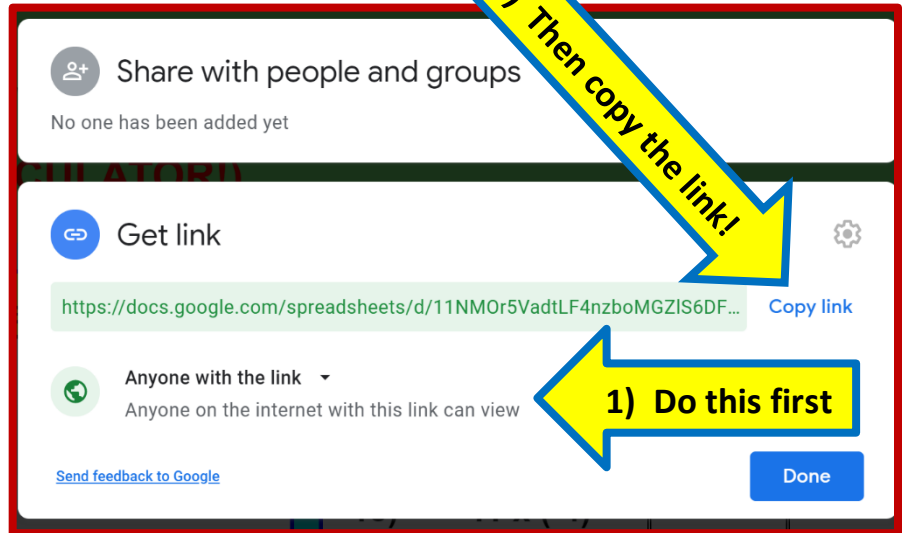 Then copy the link!
Share with people and groups
No one has been added yet
Get link
https://docs.google.com/spreadsheets/d/11NMOr5VadtLF4nzboMGZlS6DF...
Copy link
Anyone with the link
Anyone on the internet with this link can view
1) Do this first
Send feedback to Google
Done